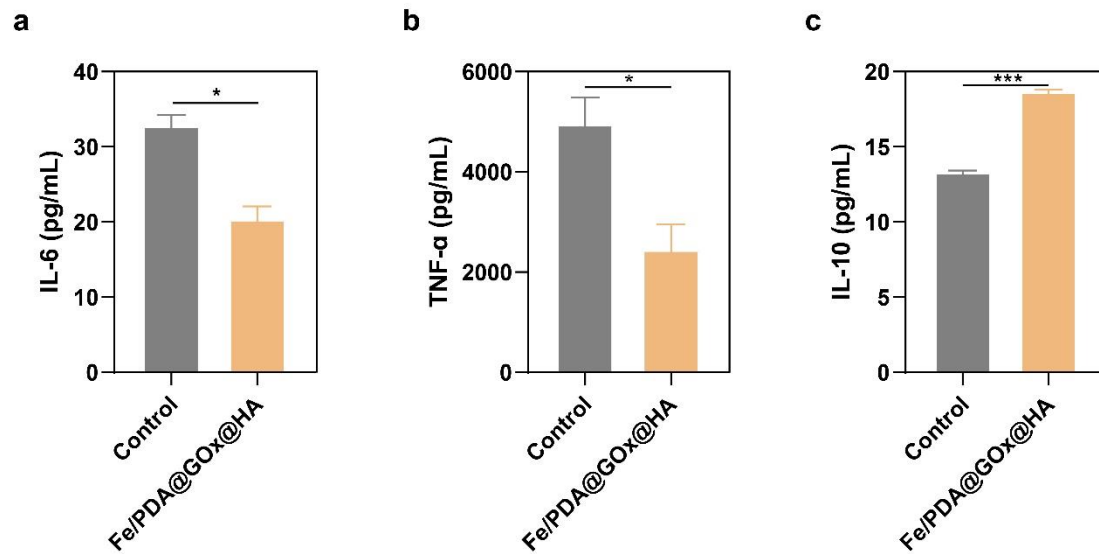 a
IL-6 (pg/mL)
40
30
20
10
0
*
Control
Fe/PDA@GOx@HA
b
TNF-α (pg/mL)
6000
4000
2000
0
*
Control
Fe/PDA@GOx@HA
c
IL-10 (pg/mL)
20
15
10
5
0
***
Control
Fe/PDA@GOx@HA